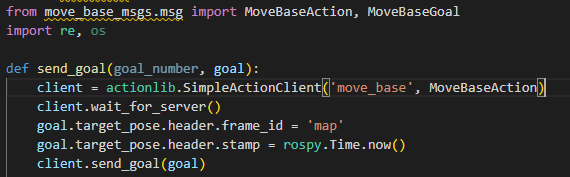 from move_base_msgs.msg import MoveBaseAction, MoveBaseGoal
import re, os
def send_goal(goal_number, goal):
    client = actionlib.SimpleActionClient('move_base', MoveBaseAction)
    client.wait_for_server()
    goal.target_pose.header.frame_id = 'map'
    goal.target_pose.header.stamp = rospy.Time.now()
    client.send_goal(goal)